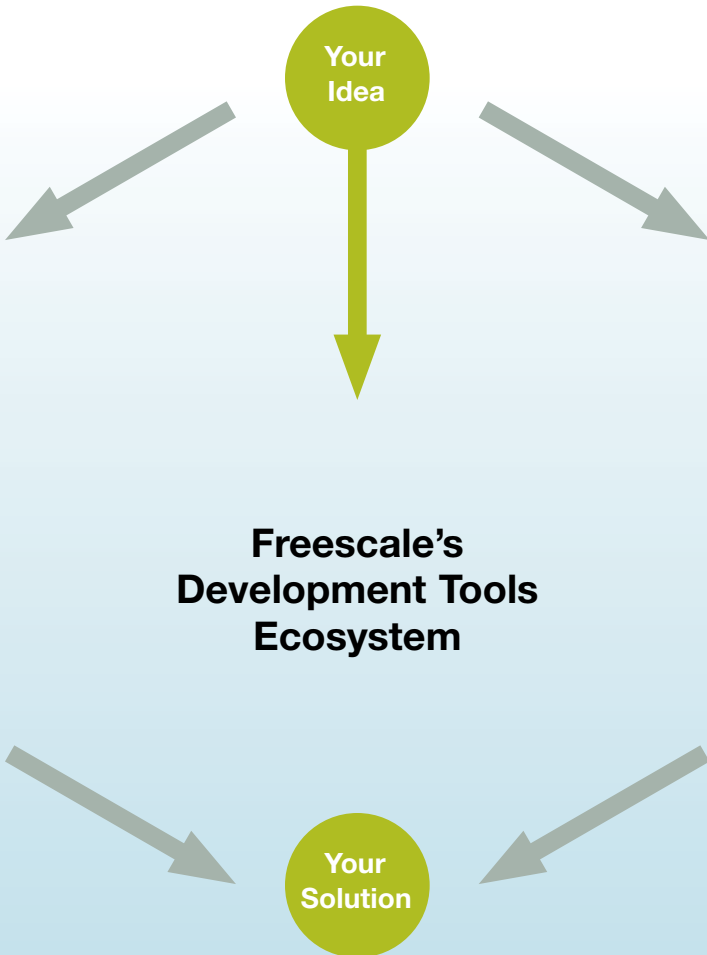 Your
Idea
Freescale’s
Development Tools
Ecosystem
Your
Solution